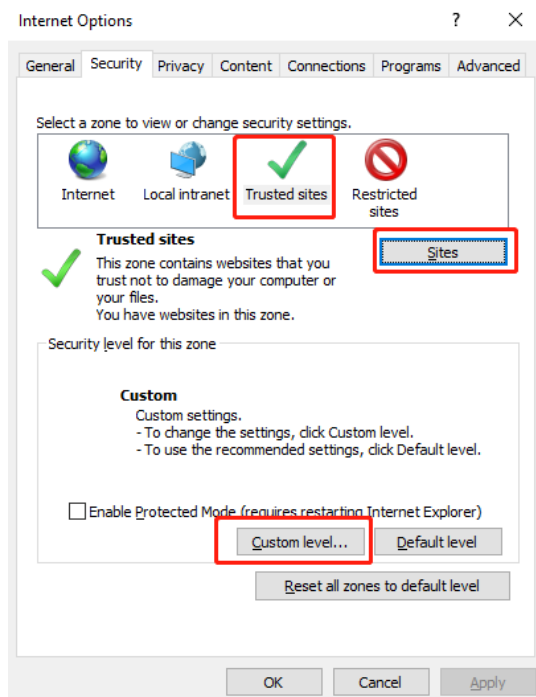 Internet Options
?
General Security Privacy Content Connections Programs Advanced
Select a zone to view or change security settings.
Internet Local intranet Trusted sites Restricted
sites
Trusted sites
Sites
This zone contains websites that you
trust not to damage your computer or
your files.
You have websites in this zone.
Security level for this zone
Custom
Custom settings.
- To change the settings, click Custom level.
- To use the recommended settings, click Default level.
Enable Protected Mode (requires restarting Internet Explorer)
Custom level... Default level
Reset all zones to default level
OK Cancel Apply